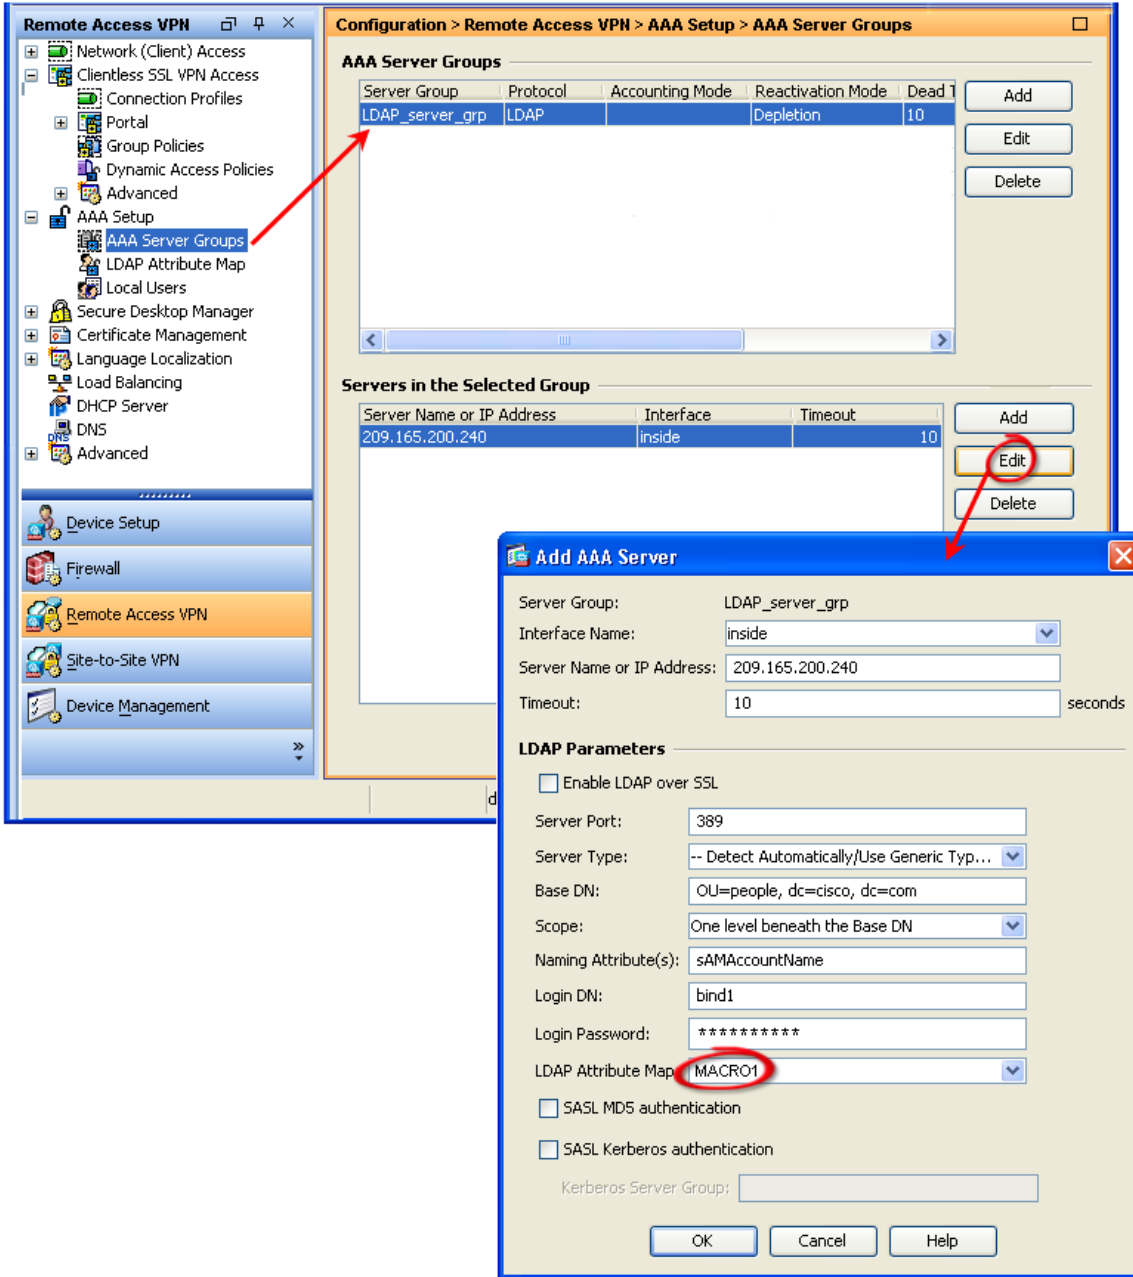 Remote Access VPN
Network (Client) Access
Clientless SSL VPN Access
Connection Profiles
Portal
Group Policies
Dynamic Access Policies
Advanced
AAA Setup
AAA Server Groups
LDAP Attribute Map
Local Users
Secure Desktop Manager
Certificate Management
Language Localization
Load Balancing
DHCP Server
DNS
DNS
Advanced
Device Setup
Firewall
Remote Access VPN
Site-to-Site VPN
Device Management
Configuration > Remote Access VPN > AAA Setup > AAA Server Groups
AAA Server Groups
Server Group Protocol Accounting Mode Reactivation Mode Dead T
LDAP_server_grp LDAP Depletion 10
Add
Edit
Delete
Servers in the Selected Group
Server Name or IP Address Interface Timeout
209.165.200.240 inside 10
Add
Edit
Delete
d
Add AAA Server
Server Group: LDAP_server_grp
Interface Name: inside
Server Name or IP Address: 209.165.200.240
Timeout: 10 seconds
LDAP Parameters
Enable LDAP over SSL
Server Port: 389
Server Type: -- Detect Automatically/Use Generic Typ...
Base DN: OU=people, dc=cisco, dc=com
Scope: One level beneath the Base DN
Naming Attribute(s): sAMAccountName
Login DN: bind1
Login Password: **********
LDAP Attribute Map MACRO1
SASL MD5 authentication
SASL Kerberos authentication
Kerberos Server Group:
OK Cancel Help